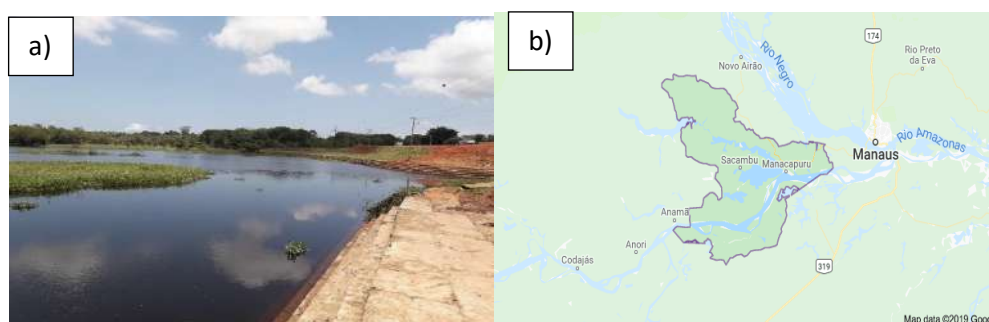 a)
b)
174
Rio Preto
da Eva
Novo Airão
Rio Negro
Rio Amazonas
Manaus
Sacambu
Manacapuru
Anamã
Anori
Codajás
319
Map data ©2019 Goo